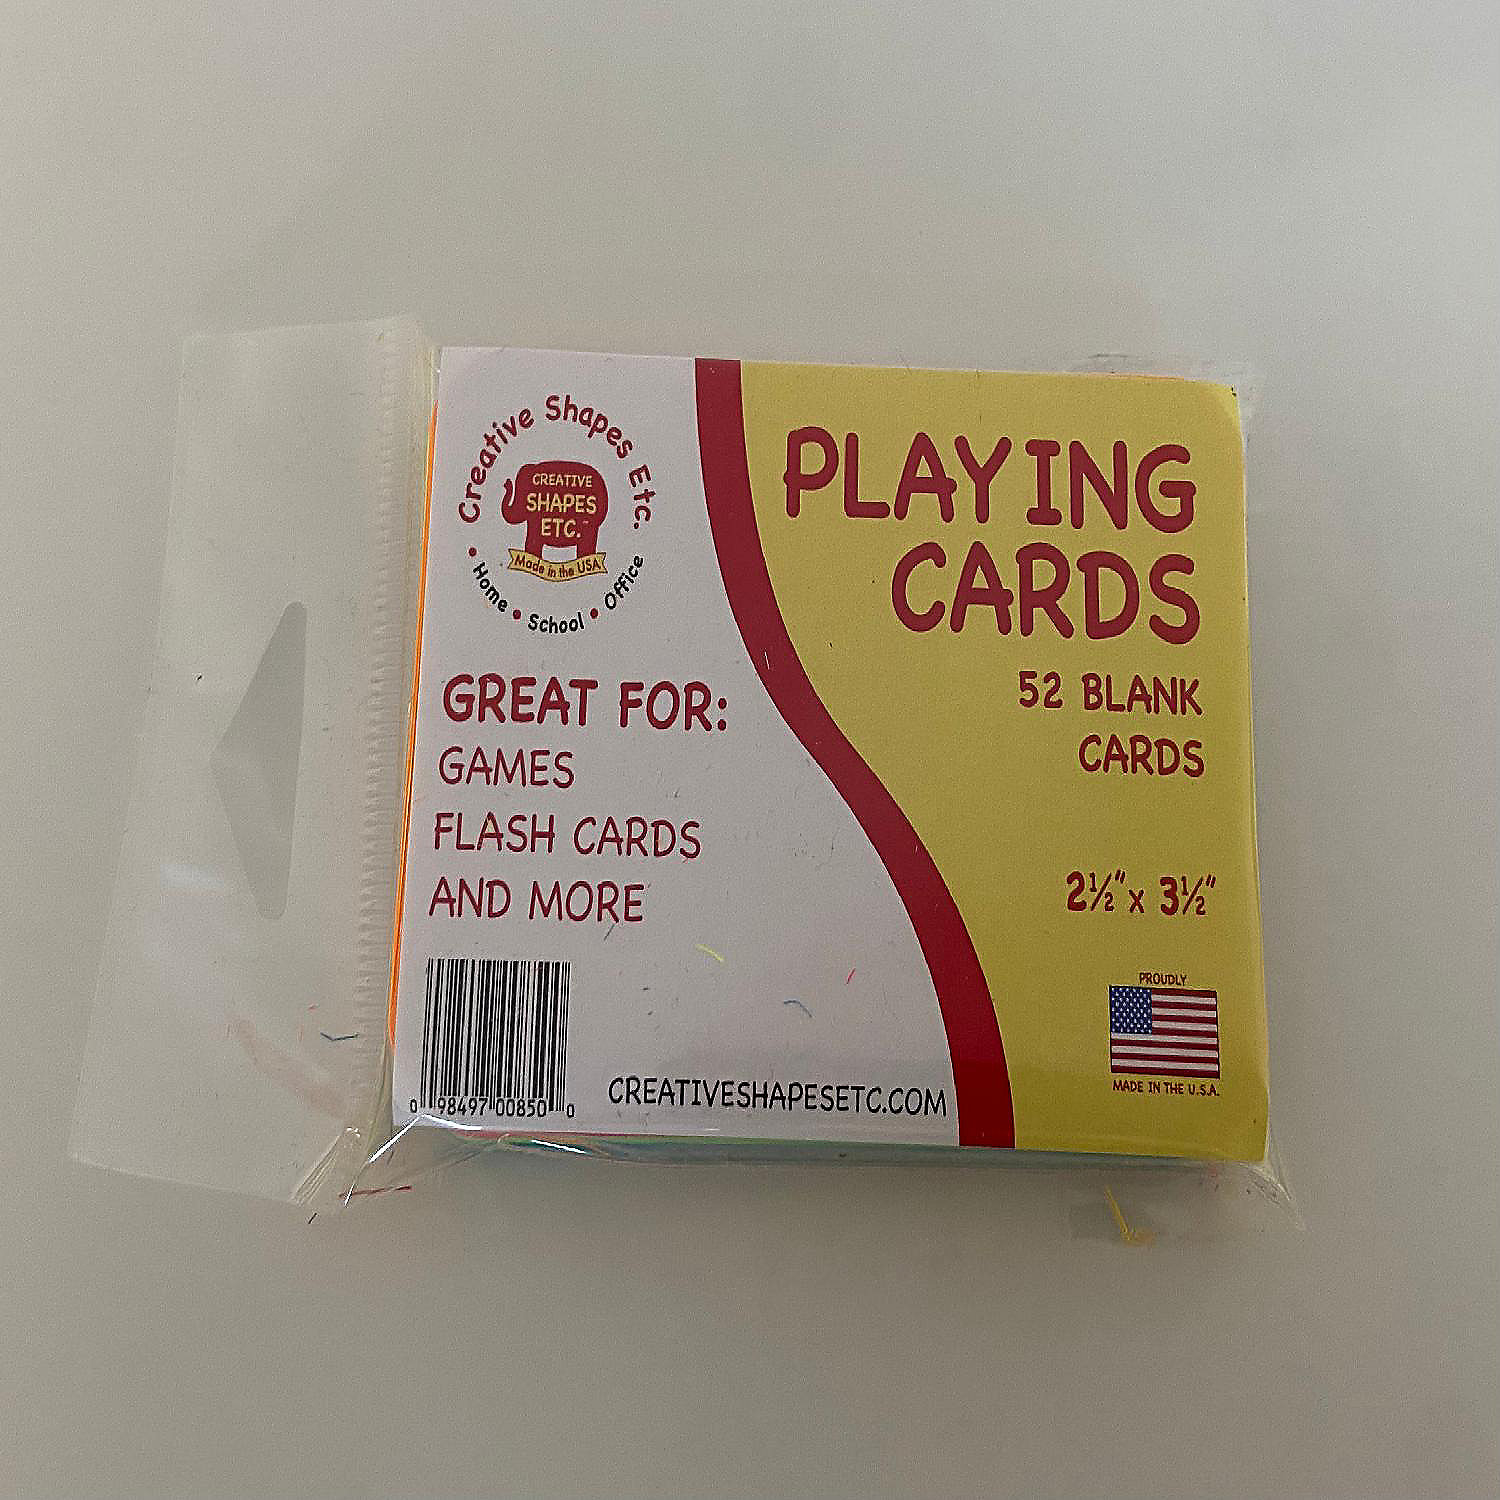 Creative Shapes Etc.
CREATIVE
SHAPES
ETC.™
Made in the USA
• Home • School • Office
GREAT FOR:
GAMES
FLASH CARDS
AND MORE
0 98497 00850 0
CREATIVESHAPESETC.COM
PLAYING
CARDS
52 BLANK
CARDS
2½" x 3½"
PROUDLY
MADE IN THE U.S.A.